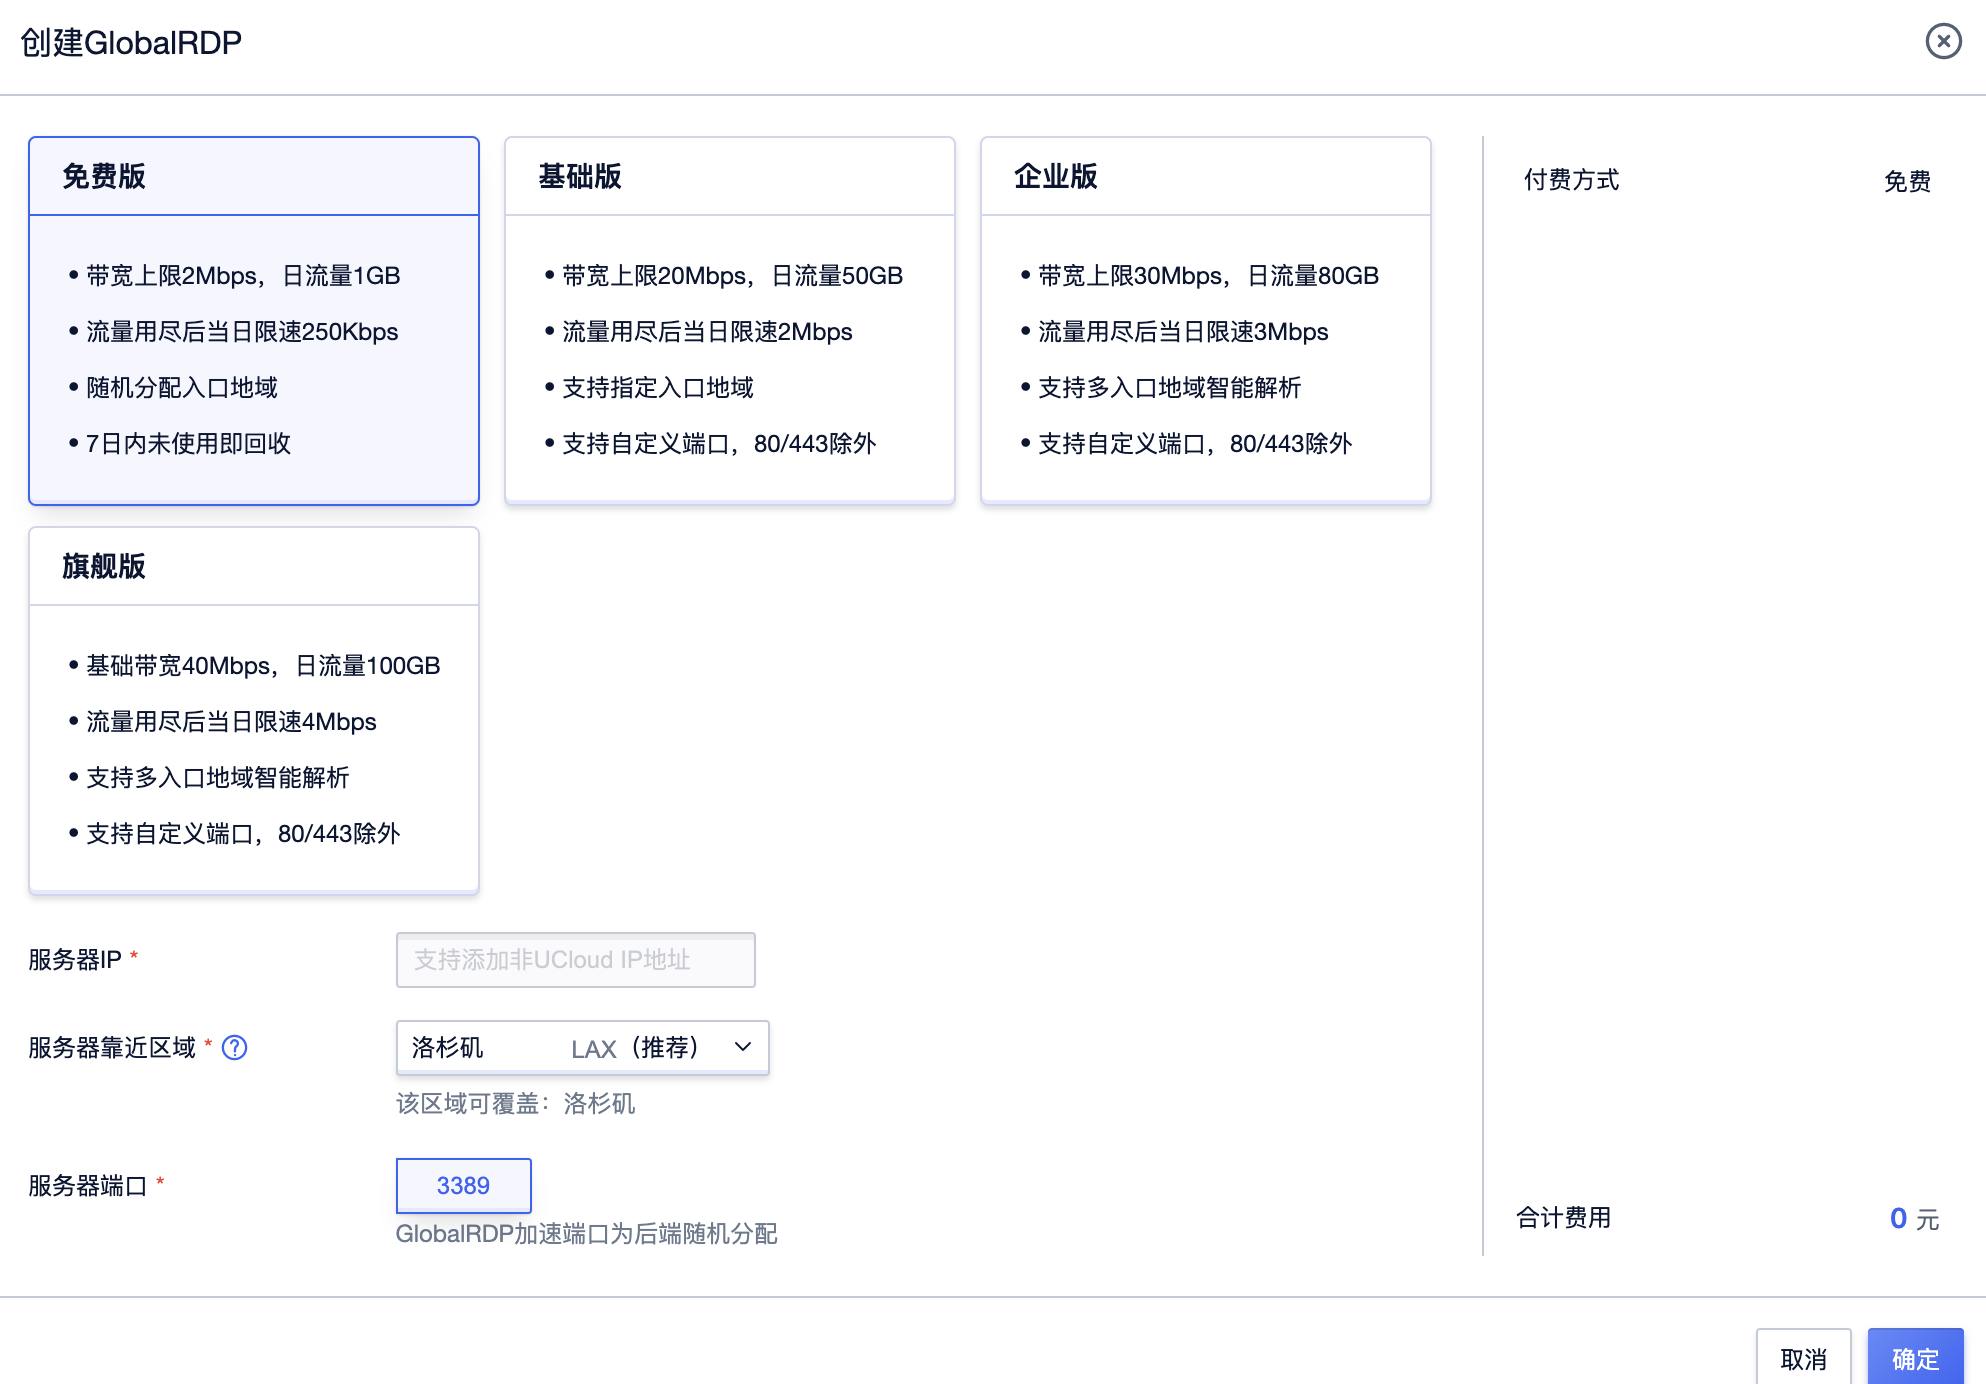 创建GlobalRDP
免费版
• 带宽上限2Mbps，日流量1GB
• 流量用尽后当日限速250Kbps
• 随机分配入口地域
• 7日内未使用即回收
基础版
• 带宽上限20Mbps，日流量50GB
• 流量用尽后当日限速2Mbps
• 支持指定入口地域
• 支持自定义端口，80/443除外
企业版
• 带宽上限30Mbps，日流量80GB
• 流量用尽后当日限速3Mbps
• 支持多入口地域智能解析
• 支持自定义端口，80/443除外
旗舰版
• 基础带宽40Mbps，日流量100GB
• 流量用尽后当日限速4Mbps
• 支持多入口地域智能解析
• 支持自定义端口，80/443除外
服务器IP *
支持添加非UCloud IP地址
服务器靠近区域 * ?
洛杉矶 LAX（推荐）
该区域可覆盖：洛杉矶
服务器端口 *
3389
GlobalRDP加速端口为后端随机分配
付费方式 免费
合计费用 0 元
取消 确定